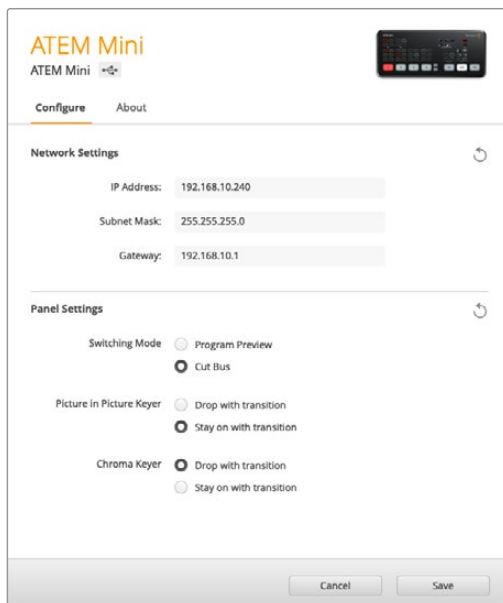 ATEM Mini
ATEM Mini
Configure About
Network Settings
IP Address: 192.168.10.240
Subnet Mask: 255.255.255.0
Gateway: 192.168.10.1
Panel Settings
Switching Mode Program Preview
Cut Bus
Picture in Picture Keyer Drop with transition
Stay on with transition
Chroma Keyer Drop with transition
Stay on with transition
Cancel Save